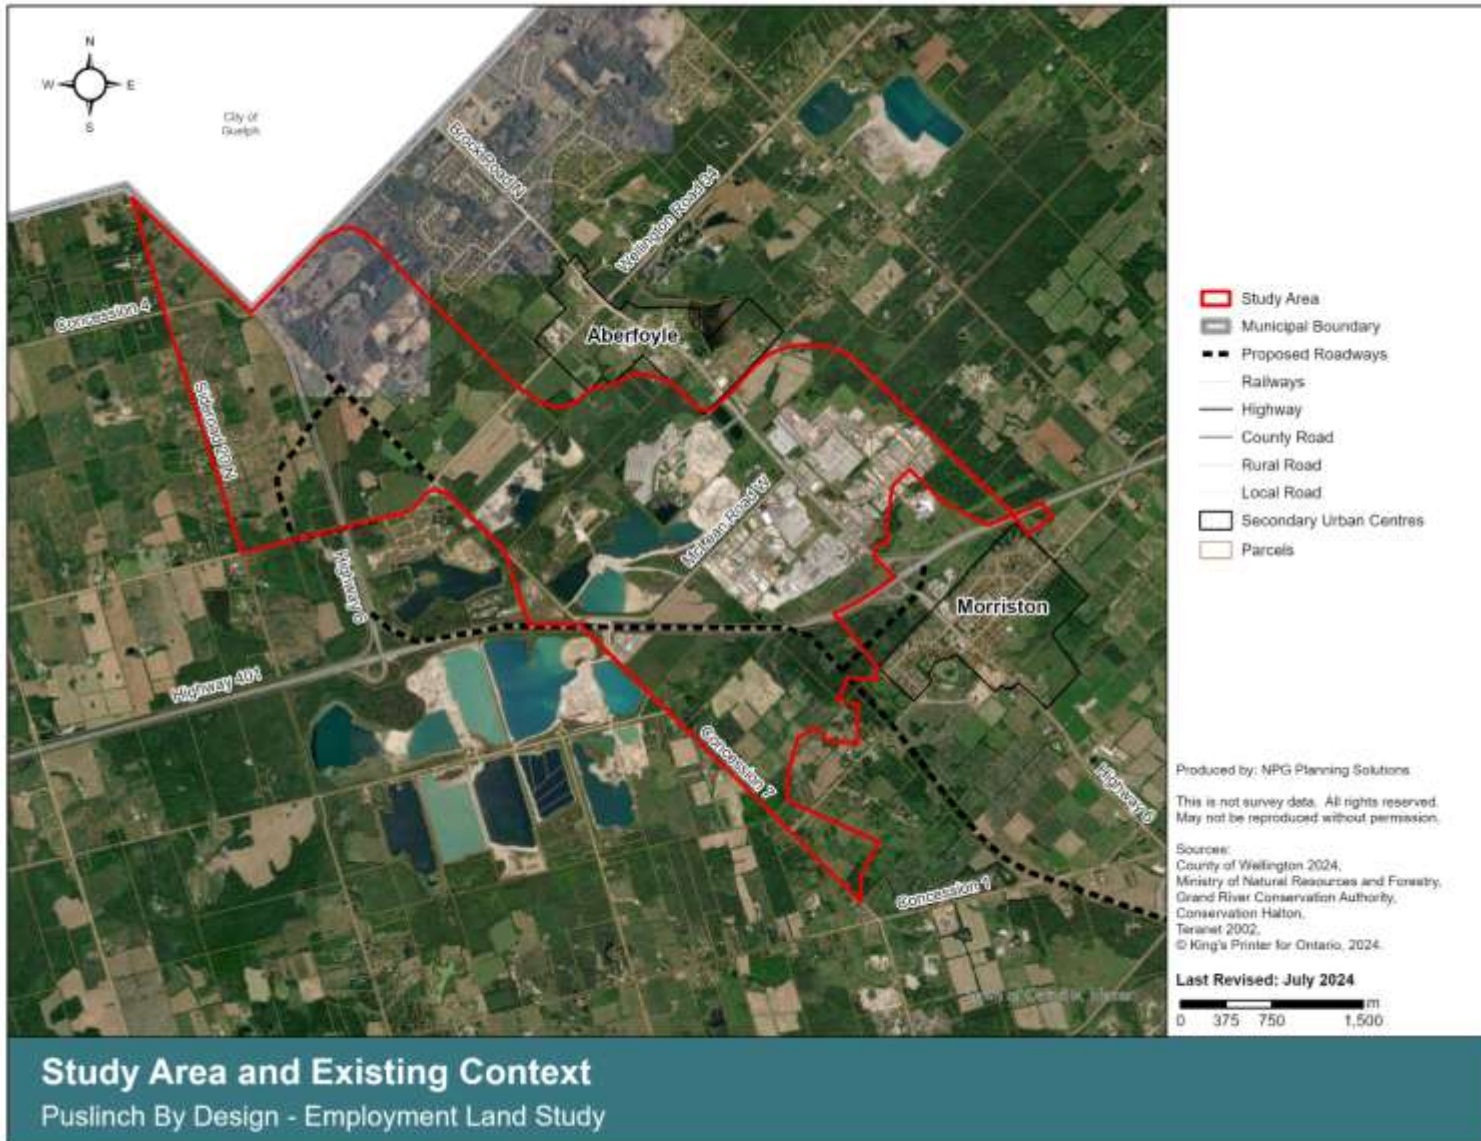 N
W E
S
City of
Guelph
Brock Road N
Wellington Road 34
Concession 4
Aberfoyle
Sideroad 20 N
McLean Road W
Highway 6
Morriston
Highway 401
Concession 7
Highway 6
Concession 1
Study Area
Municipal Boundary
Proposed Roadways
Railways
Highway
County Road
Rural Road
Local Road
Secondary Urban Centres
Parcels
Produced by: NPG Planning Solutions
This is not survey data. All rights reserved.
May not be reproduced without permission.
Sources:
County of Wellington 2024,
Ministry of Natural Resources and Forestry,
Grand River Conservation Authority,
Conservation Halton,
Teranet 2002,
© King's Printer for Ontario, 2024.
Last Revised: July 2024
m
0 375 750 1,500
Study Area and Existing Context
Puslinch By Design - Employment Land Study